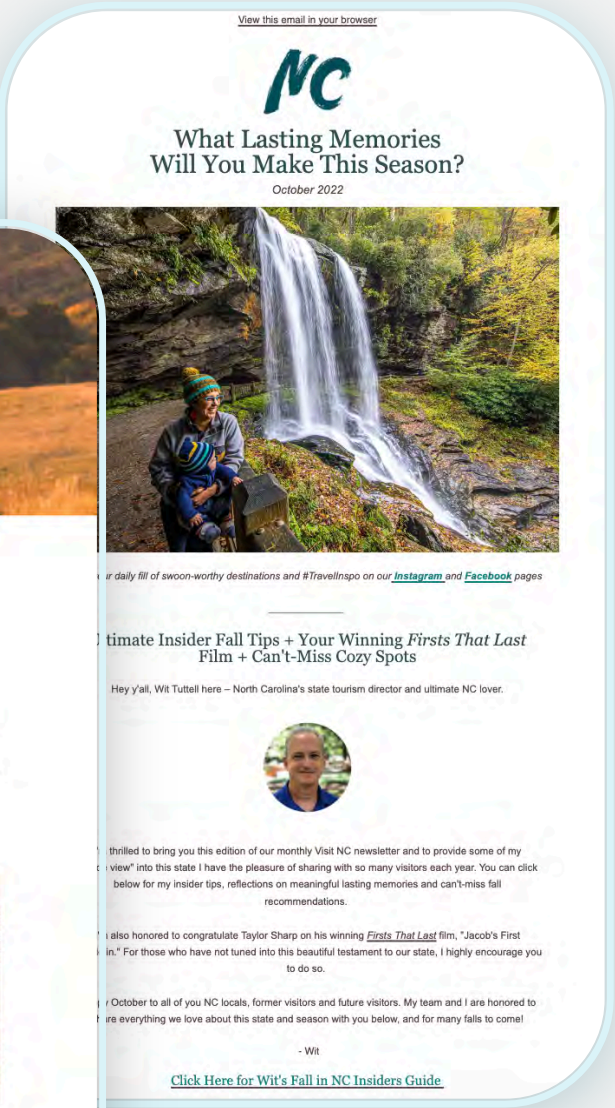 View this email in your browser
NC
What Lasting Memories
Will You Make This Season?
October 2022
daily fill of swoon-worthy destinations and #TravelInspo on our Instagram and Facebook pages
Insider Fall Tips + Your Winning Firsts That Last
Film + Can't-Miss Cozy Spots
Hey y'all, Wit Tuttell here – North Carolina's state tourism director and ultimate NC lover.
thrilled to bring you this edition of our monthly Visit NC newsletter and to provide some of my
view" into this state I have the pleasure of sharing with so many visitors each year. You can click
below for my insider tips, reflections on meaningful lasting memories and can't-miss fall
recommendations.
also honored to congratulate Taylor Sharp on his winning Firsts That Last film, "Jacob's First
For those who have not tuned into this beautiful testament to our state, I highly encourage you
to do so.
October to all of you NC locals, former visitors and future visitors. My team and I are honored to
everything we love about this state and season with you below, and for many falls to come!
- Wit
Click Here for Wit's Fall in NC Insiders Guide